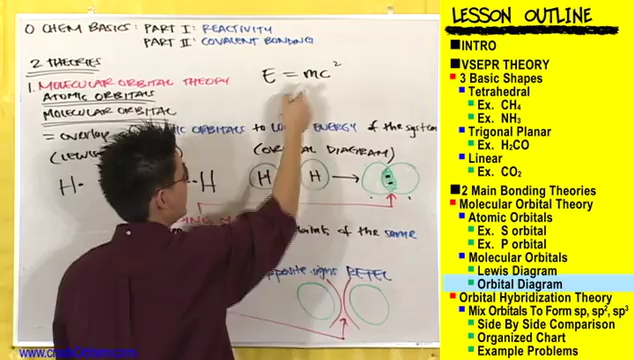 O CHEM BASICS: PART I: REACTIVITY
PART II: COVALENT BONDING
2 THEORIES
1. MOLECULAR ORBITAL THEORY
ATOMIC ORBITALS
MOLECULAR ORBITAL
E = mc²
= overlap ORBITALS to ENERGY of the system
(LEWIS (ORBITAL DIAGRAM)
H· ·H H H →
of the same
opposite signs REPEL
www.chadsvideos.com
LESSON OUTLINE
INTRO
VSEPR THEORY
3 Basic Shapes
Tetrahedral
Ex. CH₄
Ex. NH₃
Trigonal Planar
Ex. H₂CO
Linear
Ex. CO₂
2 Main Bonding Theories
Molecular Orbital Theory
Atomic Orbitals
Ex. S orbital
Ex. P orbital
Molecular Orbitals
Lewis Diagram
Orbital Diagram
Orbital Hybridization Theory
Mix Orbitals To Form sp, sp², sp³
Side By Side Comparison
Organized Chart
Example Problems